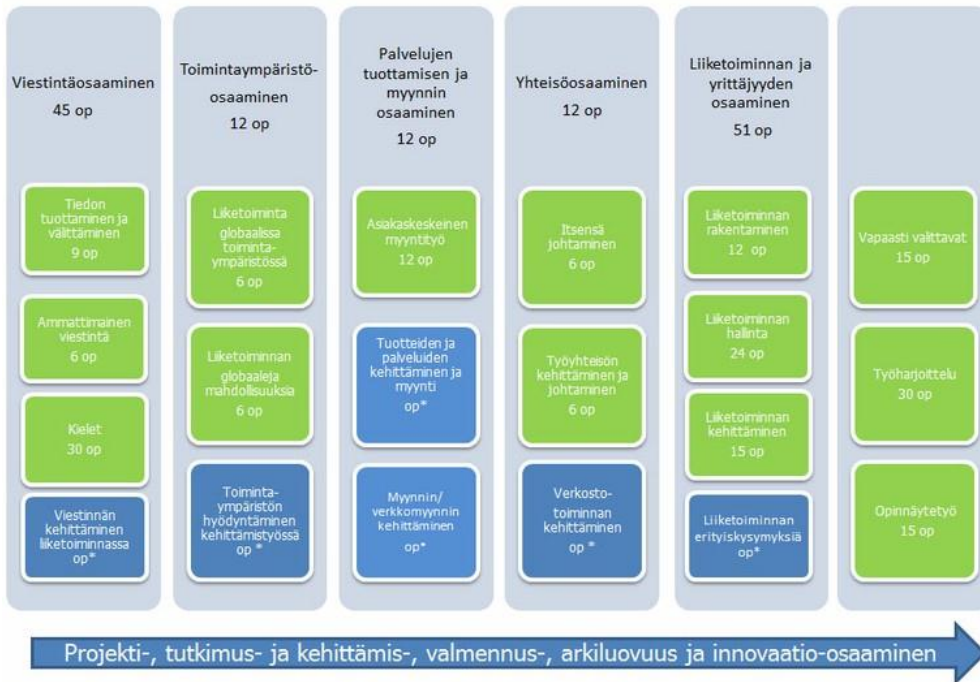 Viestintäosaaminen
45 op
Tiedon
tuottaminen ja
välittäminen
9 op
Ammattimainen
viestintä
6 op
Kielet
30 op
Viestinnän
kehittäminen
liiketoiminnassa
op*
Toimintaympäristö-
osaaminen
12 op
Liiketoiminta
globaalissa
toiminta-
ympäristössä
6 op
Liiketoiminnan
globaaleja
mahdollisuuksia
6 op
Toiminta-
ympäristön
hyödyntäminen
kehittämistyössä
op *
Palvelujen
tuottamisen ja
myynnin
osaaminen
12 op
Asiakaskeskeinen
myyntityö
12 op
Tuotteiden ja
palveluiden
kehittäminen ja
myynti
op*
Myynnin/
verkkomyynnin
kehittäminen
op*
Yhteisöosaaminen
12 op
Itsensä
johtaminen
6 op
Työyhteisön
kehittäminen ja
johtaminen
6 op
Verkosto-
toiminnan
kehittäminen
op *
Liiketoiminnan ja
yrittäjyyden
osaaminen
51 op
Liiketoiminnan
rakentaminen
12 op
Liiketoiminnan
hallinta
24 op
Liiketoiminnan
kehittäminen
15 op
Liiketoiminnan
erityiskysymyksiä
op*
Vapaasti valittavat
15 op
Työharjoittelu
30 op
Opinnäytetyö
15 op
Projekti-, tutkimus- ja kehittämis-, valmennus-, arkiluovuus ja innovaatio-osaaminen